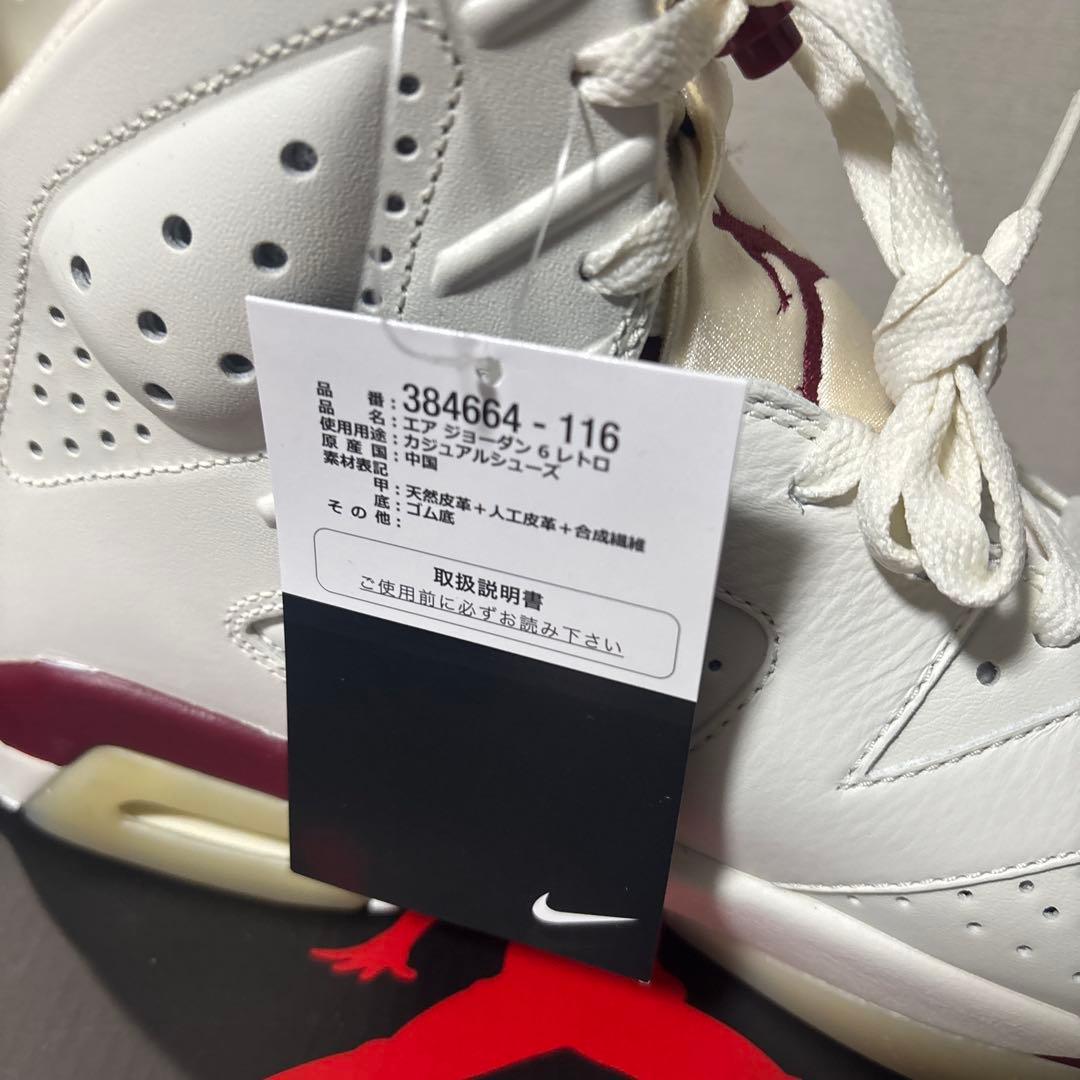 品番：384664 - 116
品名：エア ジョーダン 6 レトロ
使用用途：カジュアルシューズ
原産国：中国
素材表記
甲：天然皮革＋人工皮革＋合成繊維
底：ゴム底
その他：
取扱説明書
ご使用前に必ずお読み下さい